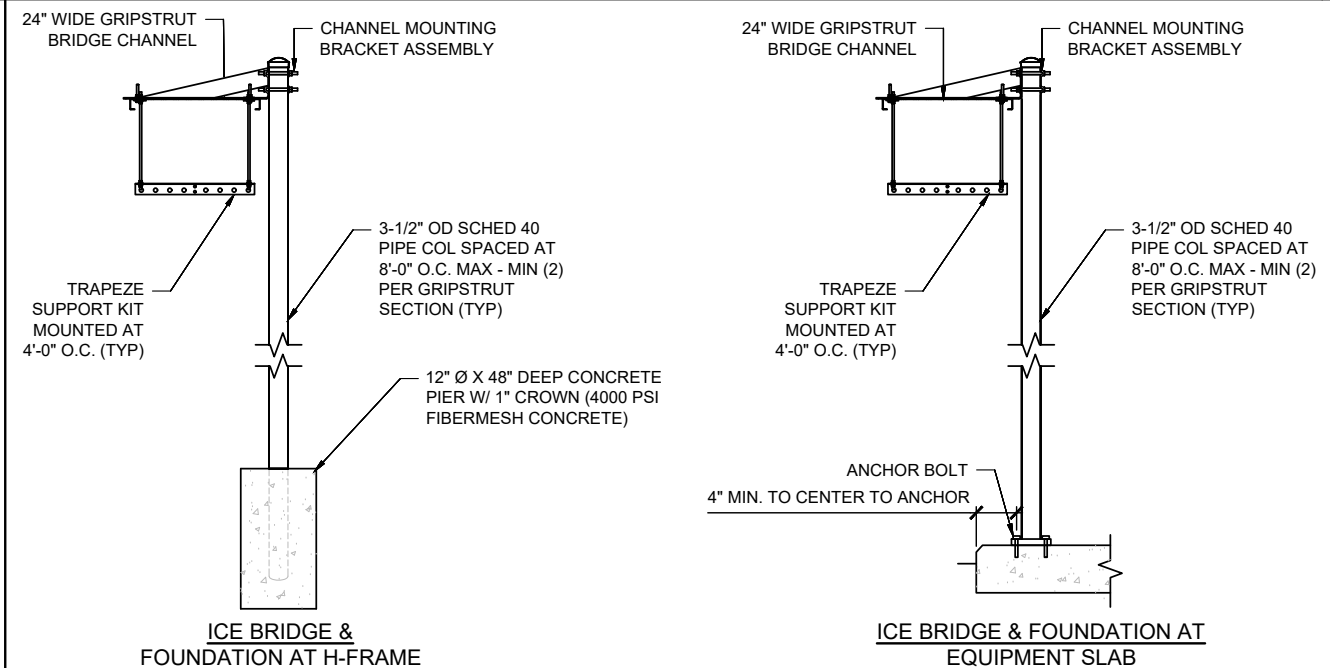 24" WIDE GRIPSTRUT
BRIDGE CHANNEL
CHANNEL MOUNTING
BRACKET ASSEMBLY
3-1/2" OD SCHED 40
PIPE COL SPACED AT
8'-0" O.C. MAX - MIN (2)
PER GRIPSTRUT
SECTION (TYP)
TRAPEZE
SUPPORT KIT
MOUNTED AT
4'-0" O.C. (TYP)
12" Ø X 48" DEEP CONCRETE
PIER W/ 1" CROWN (4000 PSI
FIBERMESH CONCRETE)
ICE BRIDGE &
FOUNDATION AT H-FRAME
24" WIDE GRIPSTRUT
BRIDGE CHANNEL
CHANNEL MOUNTING
BRACKET ASSEMBLY
3-1/2" OD SCHED 40
PIPE COL SPACED AT
8'-0" O.C. MAX - MIN (2)
PER GRIPSTRUT
SECTION (TYP)
TRAPEZE
SUPPORT KIT
MOUNTED AT
4'-0" O.C. (TYP)
ANCHOR BOLT
4" MIN. TO CENTER TO ANCHOR
ICE BRIDGE & FOUNDATION AT
EQUIPMENT SLAB